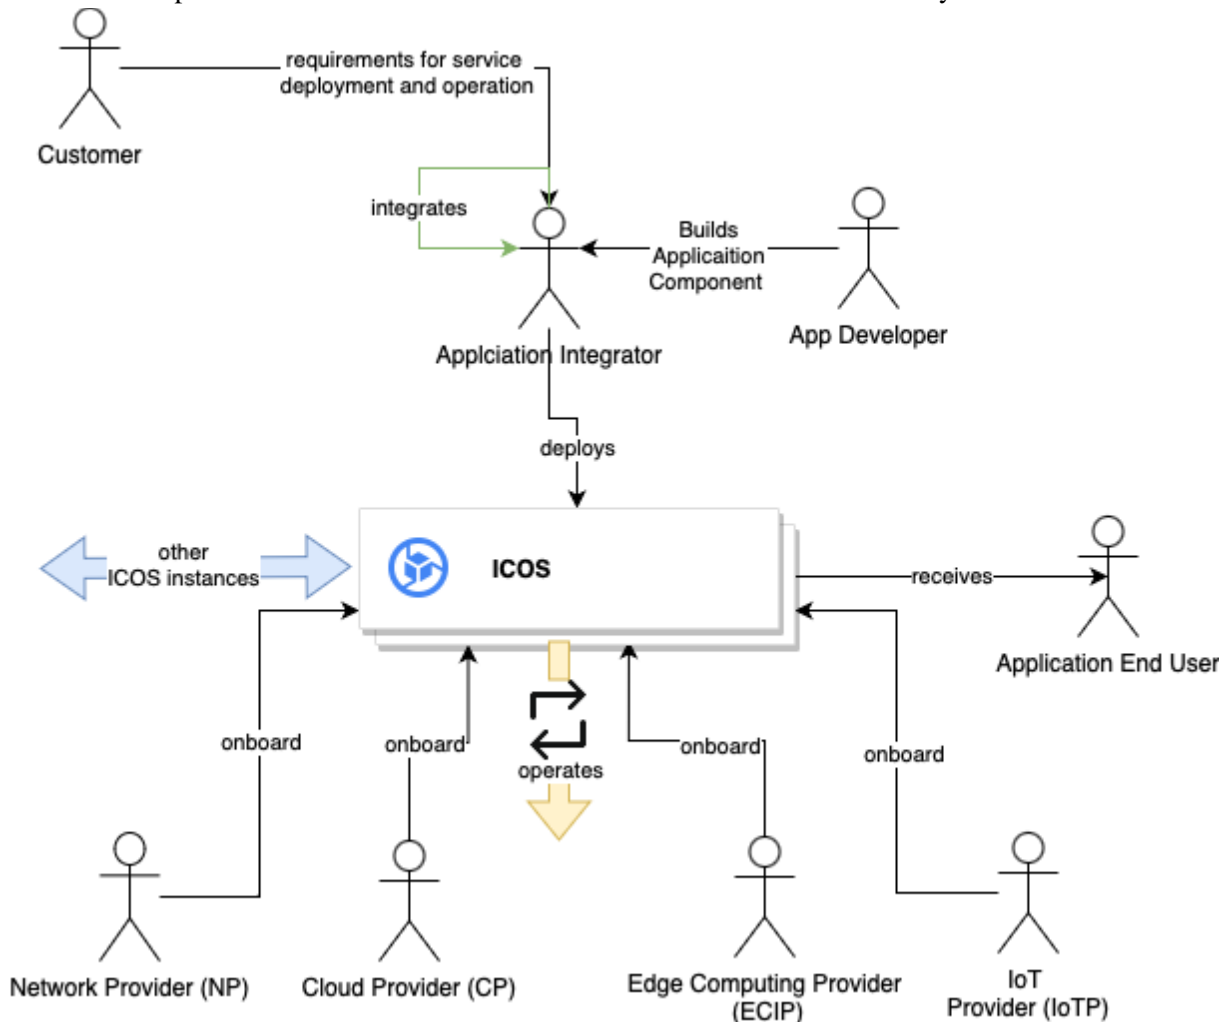 requirements for service
deployment and operation
Customer
integrates
Builds
Applicaition
Component
App Developer
Applciation Integrator
deploys
other
ICOS instances
ICOS
receives
Application End User
onboard
onboard
onboard
onboard
operates
Network Provider (NP)
Cloud Provider (CP)
Edge Computing Provider
(ECIP)
IoT
Provider (IoTP)